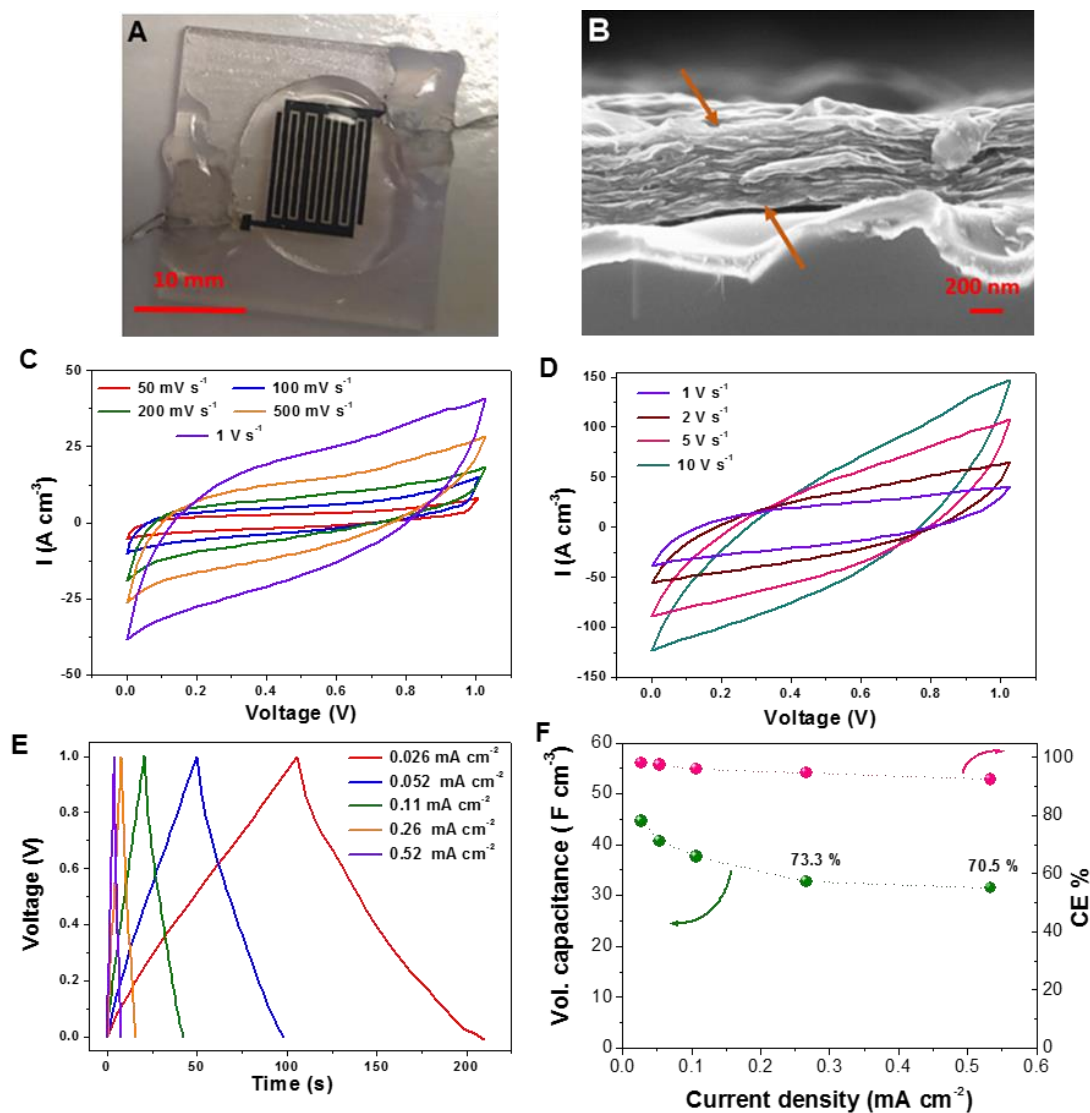 A
10 mm
B
200 nm
C
50 mV s⁻¹ 100 mV s⁻¹
200 mV s⁻¹ 500 mV s⁻¹
1 V s⁻¹
50
25
0
-25
-50
I (A cm⁻³)
0.0 0.2 0.4 0.6 0.8 1.0
Voltage (V)
D
1 V s⁻¹
2 V s⁻¹
5 V s⁻¹
10 V s⁻¹
150
100
50
0
-50
-100
-150
I (A cm⁻³)
0.0 0.2 0.4 0.6 0.8 1.0
Voltage (V)
E
0.026 mA cm⁻²
0.052 mA cm⁻²
0.11 mA cm⁻²
0.26 mA cm⁻²
0.52 mA cm⁻²
1.0
0.8
0.6
0.4
0.2
0.0
Voltage (V)
0 50 100 150 200
Time (s)
F
60
50
40
30
20
10
0
Vol. capacitance ( F cm⁻³)
73.3 %
70.5 %
100
80
60
40
20
0
CE %
0.0 0.1 0.2 0.3 0.4 0.5 0.6
Current density (mA cm⁻²)